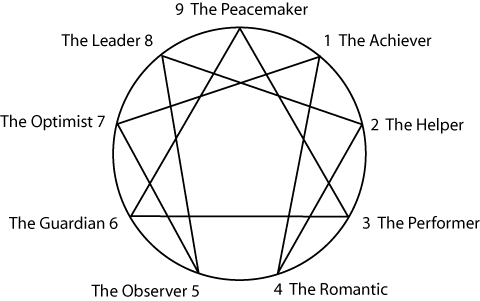 9 The Peacemaker
The Leader 8
1 The Achiever
The Optimist 7
2 The Helper
The Guardian 6
3 The Performer
The Observer 5
4 The Romantic